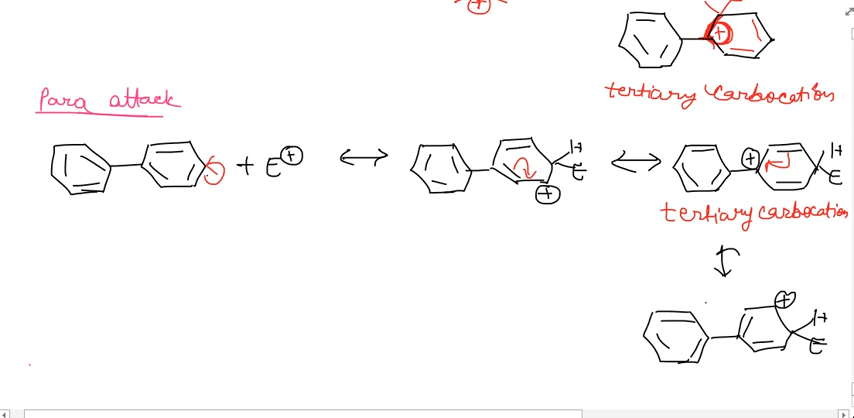 ⊕
⊕
tertiary carbocation
Para attack
+ E⊕ ↔ H E ⊕ ↔ ⊕ H E
tertiary carbocation
⊕ H E